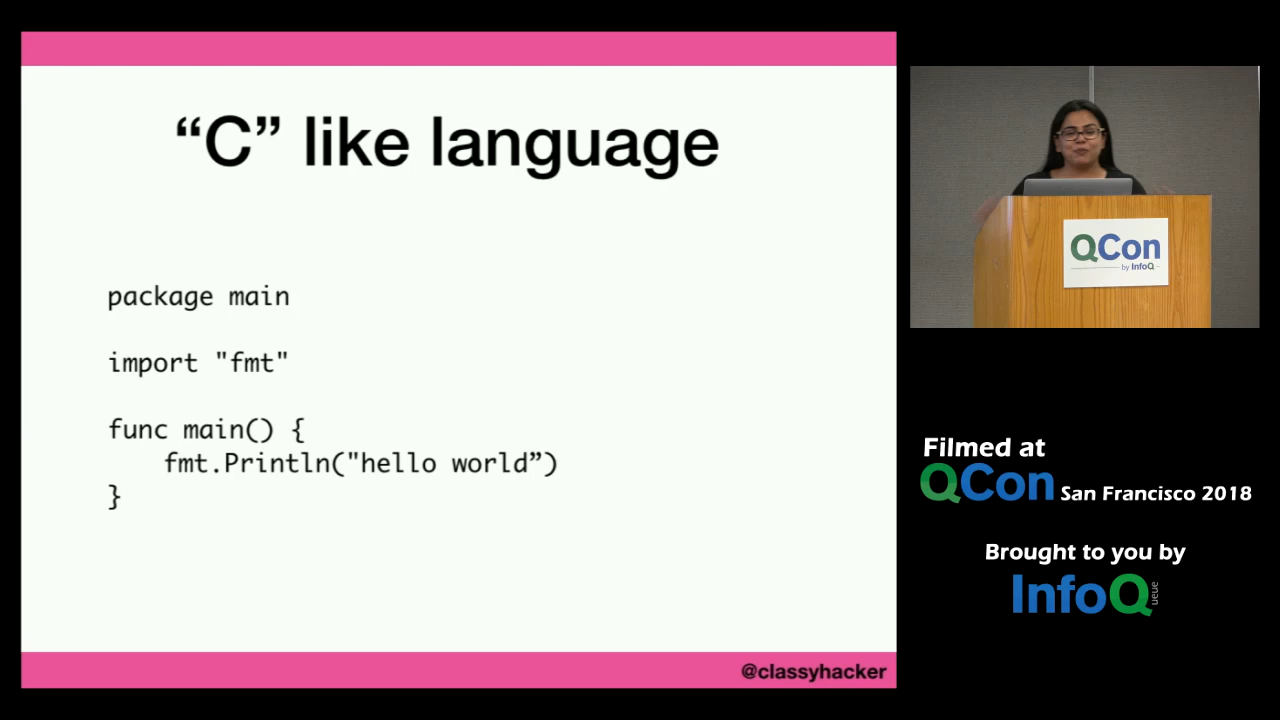 “C” like language
package main
import "fmt"
func main() {
fmt.Println("hello world”)
}
@classyhacker
QCon
by InfoQ
Filmed at
QCon San Francisco 2018
Brought to you by
InfoQueue